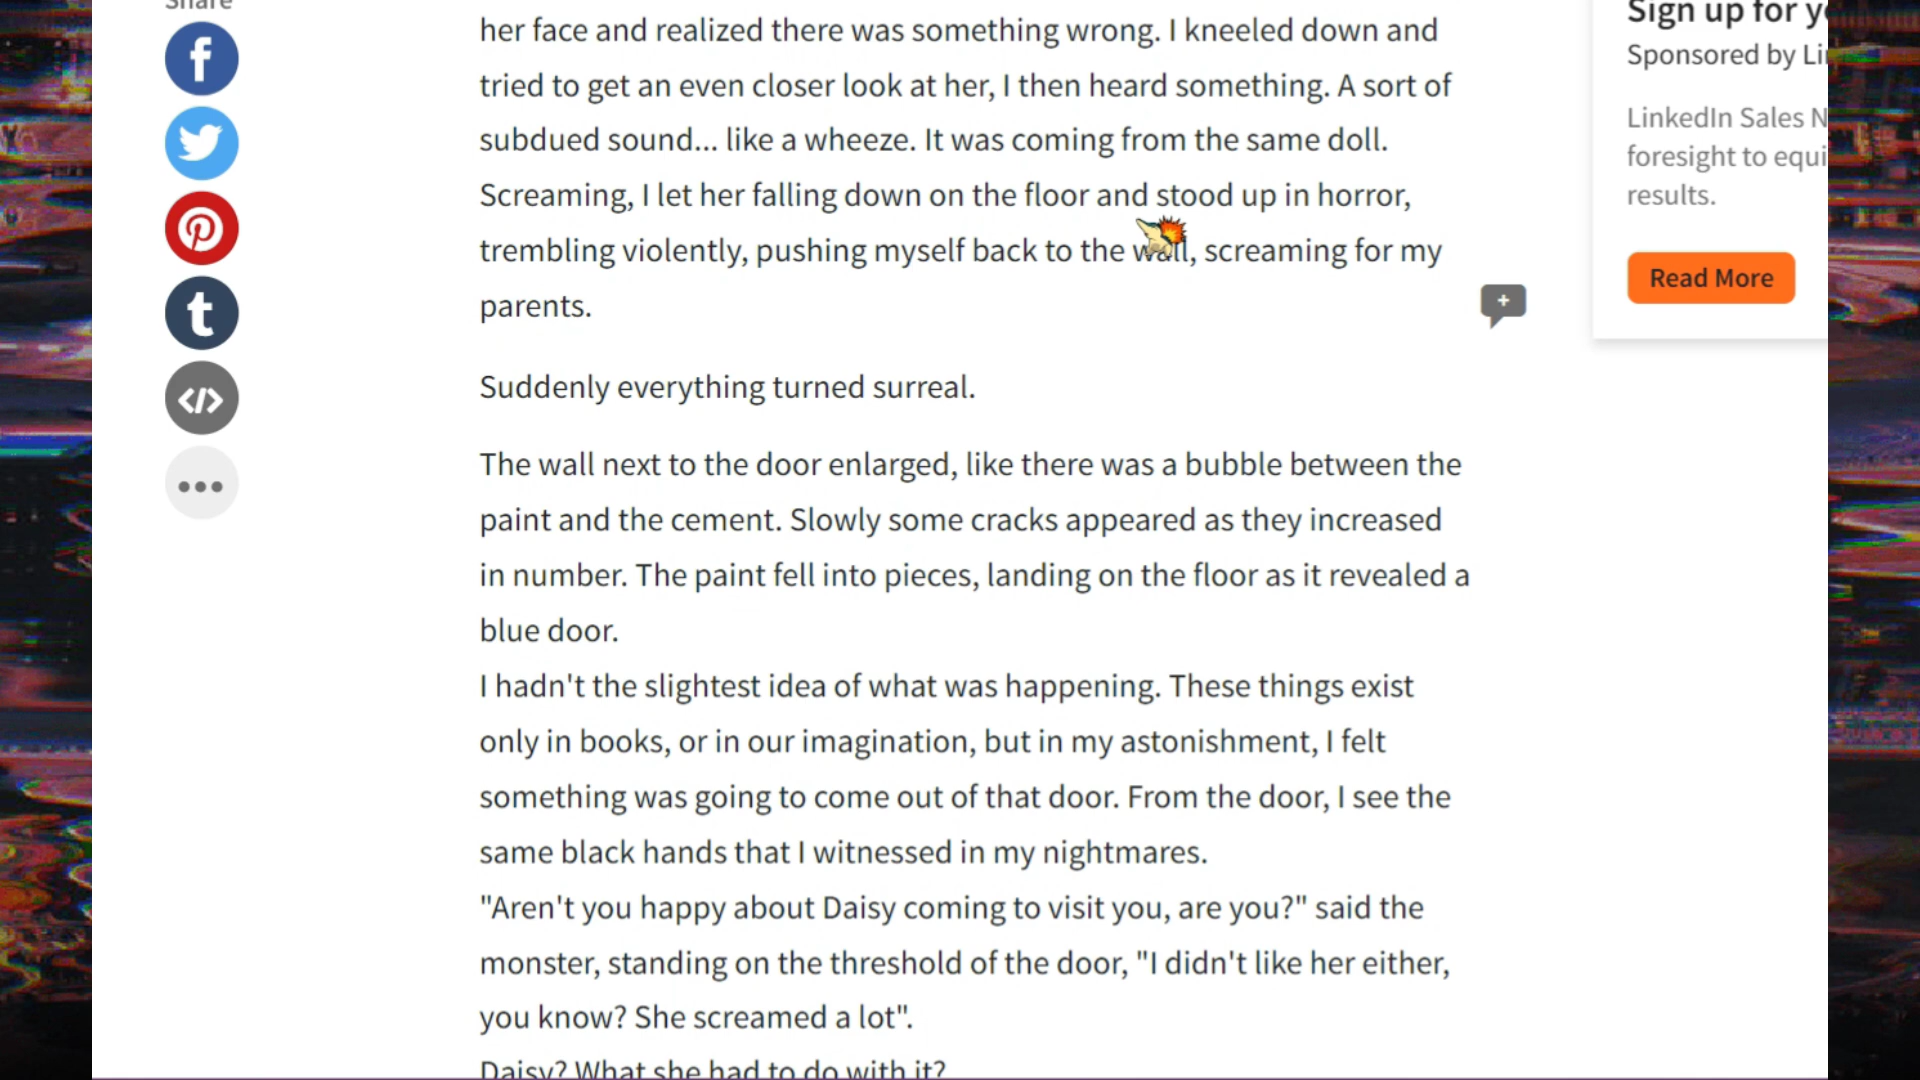 Share
her face and realized there was something wrong. I kneeled down and
tried to get an even closer look at her, I then heard something. A sort of
subdued sound... like a wheeze. It was coming from the same doll.
Screaming, I let her falling down on the floor and stood up in horror,
trembling violently, pushing myself back to the wall, screaming for my
parents.
Suddenly everything turned surreal.
The wall next to the door enlarged, like there was a bubble between the
paint and the cement. Slowly some cracks appeared as they increased
in number. The paint fell into pieces, landing on the floor as it revealed a
blue door.
I hadn't the slightest idea of what was happening. These things exist
only in books, or in our imagination, but in my astonishment, I felt
something was going to come out of that door. From the door, I see the
same black hands that I witnessed in my nightmares.
"Aren't you happy about Daisy coming to visit you, are you?" said the
monster, standing on the threshold of the door, "I didn't like her either,
you know? She screamed a lot".
Daisy? What she had to do with it?
Sign up for y
Sponsored by Li
LinkedIn Sales N
foresight to equi
results.
Read More